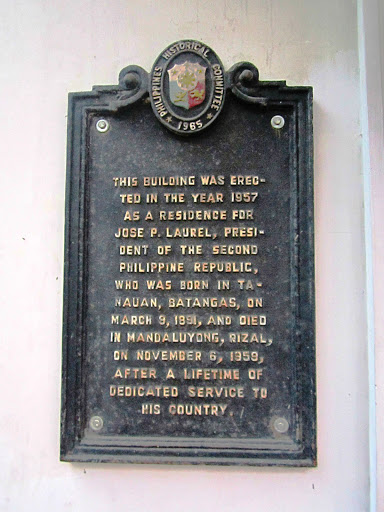 PHILIPPINES HISTORICAL COMMITTEE
★ 1965 ★
THIS BUILDING WAS EREC-
TED IN THE YEAR 1957
AS A RESIDENCE FOR
JOSE P. LAUREL, PRESI-
DENT OF THE SECOND
PHILIPPINE REPUBLIC,
WHO WAS BORN IN TA-
NAUAN, BATANGAS, ON
MARCH 9, 1891, AND DIED
IN MANDALUYONG, RIZAL,
ON NOVEMBER 6, 1959,
AFTER A LIFETIME OF
DEDICATED SERVICE TO
HIS COUNTRY.